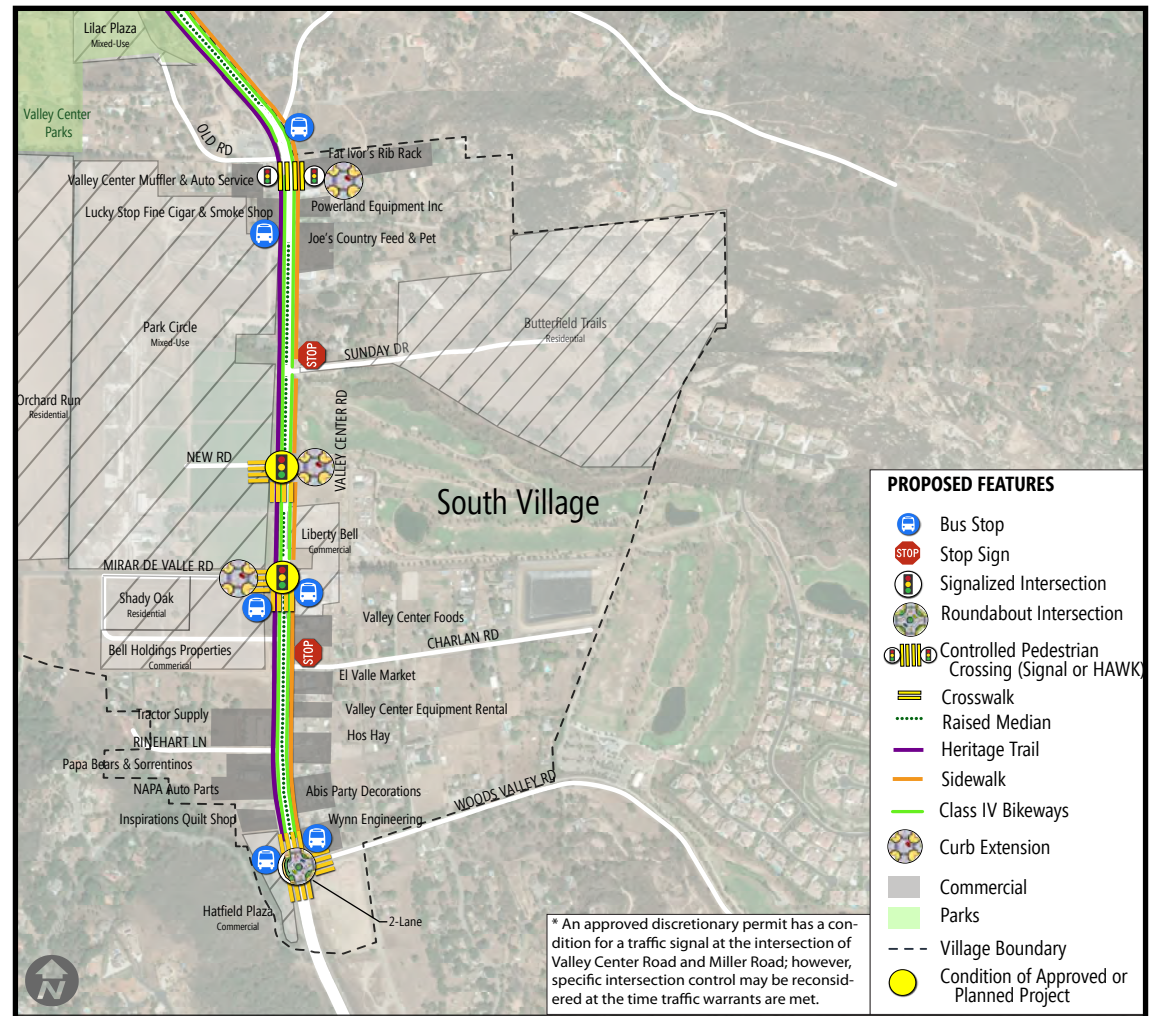 Lilac Plaza
Mixed-Use
Valley Center
Parks
OLD RD
Fat Ivor's Rib Rack
Valley Center Muffler & Auto Service
Powerland Equipment Inc
Lucky Stop Fine Cigar & Smoke Shop
Joe's Country Feed & Pet
Park Circle
Mixed-Use
Butterfield Trails
Residential
STOP
SUNDAY DR
Orchard Run
Residential
VALLEY CENTER RD
NEW RD
South Village
Liberty Bell
Commercial
MIRAR DE VALLE RD
Shady Oak
Residential
Valley Center Foods
CHARLAN RD
STOP
Bell Holdings Properties
Commerical
El Valle Market
Tractor Supply
Valley Center Equipment Rental
RINEHART LN
Hos Hay
Papa Bears & Sorrentinos
NAPA Auto Parts
Abis Party Decorations
WOODS VALLEY RD
Inspirations Quilt Shop
Wynn Engineering
Hatfield Plaza
Commercial
2-Lane
N
* An approved discretionary permit has a con-
dition for a traffic signal at the intersection of
Valley Center Road and Miller Road; however,
specific intersection control may be reconsid-
ered at the time traffic warrants are met.
PROPOSED FEATURES
Bus Stop
STOP Stop Sign
Signalized Intersection
Roundabout Intersection
Controlled Pedestrian
Crossing (Signal or HAWK)
Crosswalk
Raised Median
Heritage Trail
Sidewalk
Class IV Bikeways
Curb Extension
Commercial
Parks
Village Boundary
Condition of Approved or
Planned Project